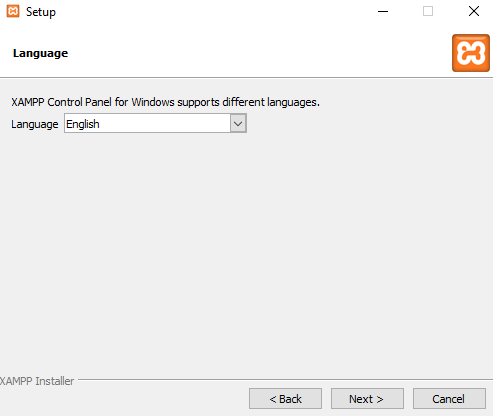 Setup
Language
XAMPP Control Panel for Windows supports different languages.
Language English
XAMPP Installer
< Back Next > Cancel